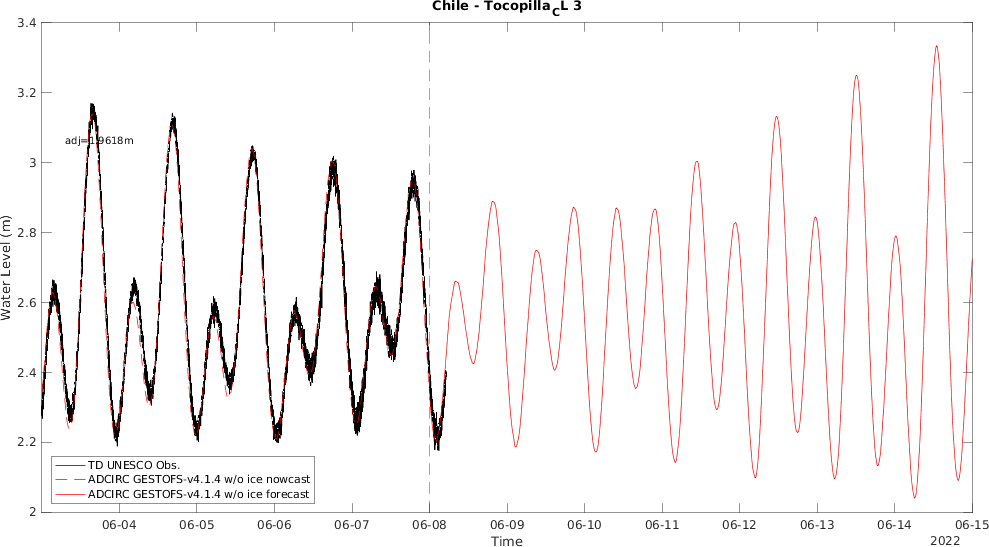 Chile - Tocopilla_CL 3
3.4
3.2
3
2.8
2.6
2.4
2.2
2
Water Level (m)
adj=1.9618m
TD UNESCO Obs.
ADCIRC GESTOFS-v4.1.4 w/o ice nowcast
ADCIRC GESTOFS-v4.1.4 w/o ice forecast
06-04 06-05 06-06 06-07 06-08 06-09 06-10 06-11 06-12 06-13 06-14 06-15
Time
2022